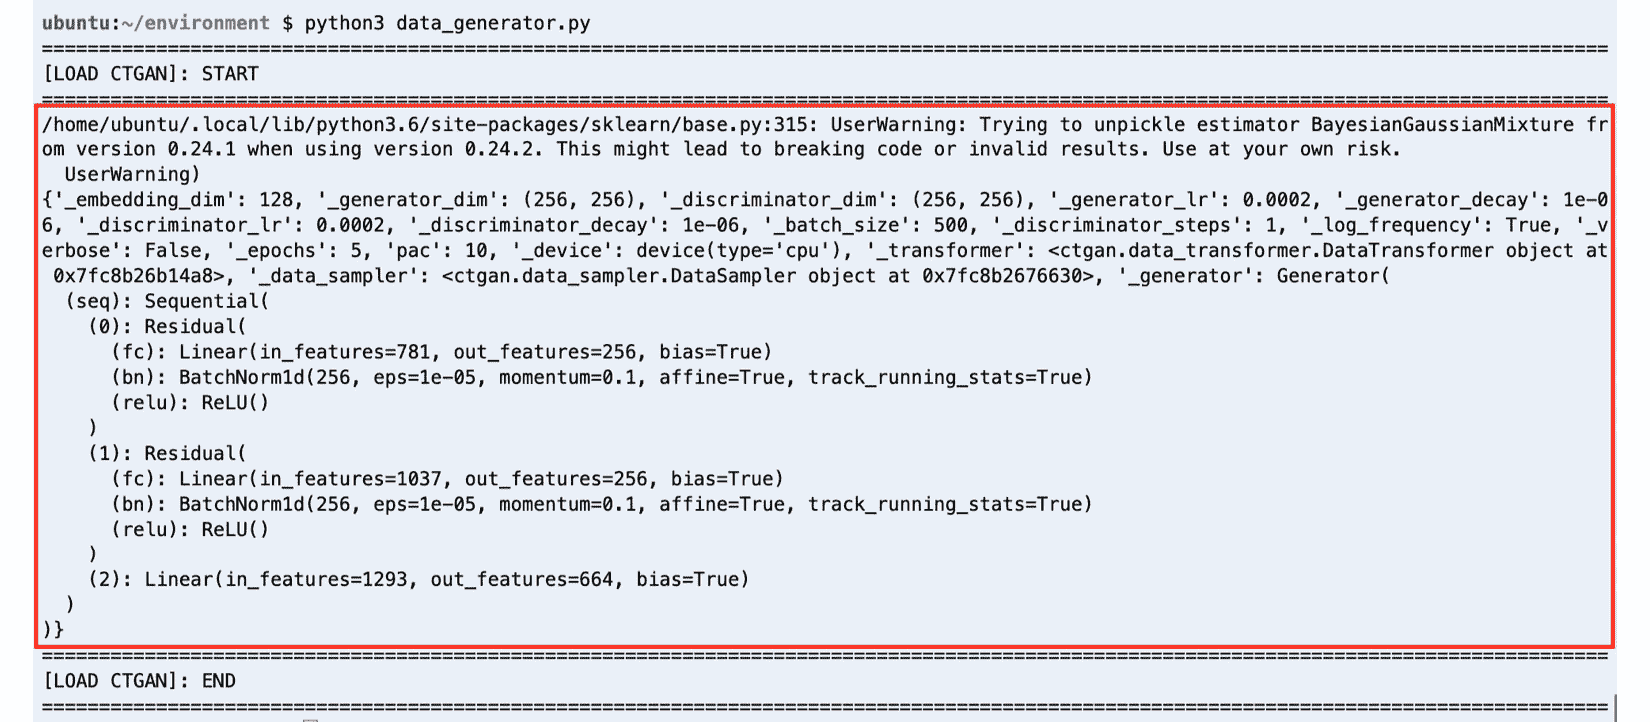 ubuntu:~/environment $ python3 data_generator.py
=========================================================================================================================================
[LOAD CTGAN]: START
=========================================================================================================================================
/home/ubuntu/.local/lib/python3.6/site-packages/sklearn/base.py:315: UserWarning: Trying to unpickle estimator BayesianGaussianMixture fr
om version 0.24.1 when using version 0.24.2. This might lead to breaking code or invalid results. Use at your own risk.
  UserWarning)
{'_embedding_dim': 128, '_generator_dim': (256, 256), '_discriminator_dim': (256, 256), '_generator_lr': 0.0002, '_generator_decay': 1e-0
6, '_discriminator_lr': 0.0002, '_discriminator_decay': 1e-06, '_batch_size': 500, '_discriminator_steps': 1, '_log_frequency': True, '_v
erbose': False, '_epochs': 5, 'pac': 10, '_device': device(type='cpu'), '_transformer': <ctgan.data_transformer.DataTransformer object at
 0x7fc8b26b14a8>, '_data_sampler': <ctgan.data_sampler.DataSampler object at 0x7fc8b2676630>, '_generator': Generator(
  (seq): Sequential(
    (0): Residual(
      (fc): Linear(in_features=781, out_features=256, bias=True)
      (bn): BatchNorm1d(256, eps=1e-05, momentum=0.1, affine=True, track_running_stats=True)
      (relu): ReLU()
    )
    (1): Residual(
      (fc): Linear(in_features=1037, out_features=256, bias=True)
      (bn): BatchNorm1d(256, eps=1e-05, momentum=0.1, affine=True, track_running_stats=True)
      (relu): ReLU()
    )
    (2): Linear(in_features=1293, out_features=664, bias=True)
  )
)}
=========================================================================================================================================
[LOAD CTGAN]: END
=========================================================================================================================================